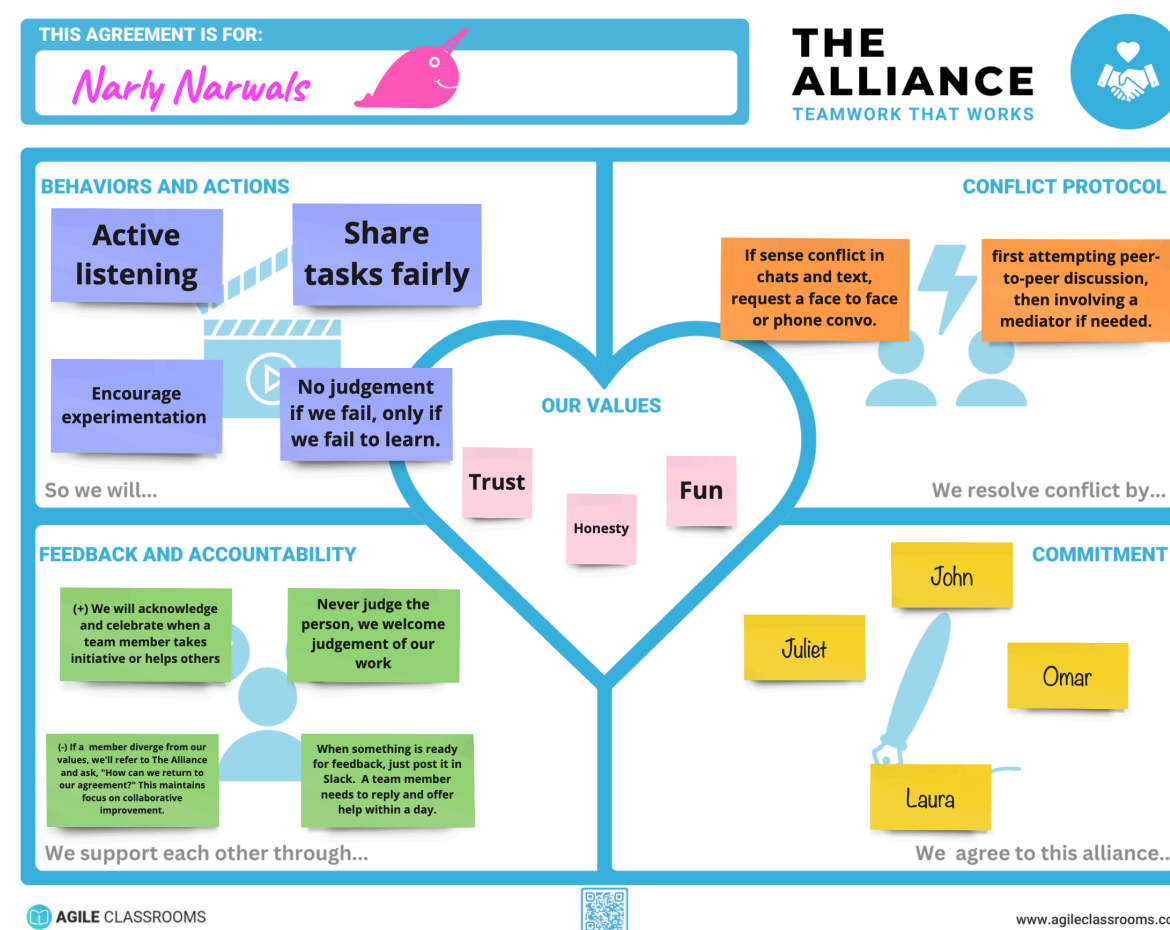 THIS AGREEMENT IS FOR:
Narly Narwals
THE
ALLIANCE
TEAMWORK THAT WORKS
BEHAVIORS AND ACTIONS
Active
listening
Share
tasks fairly
Encourage
experimentation
No judgement
if we fail, only if
we fail to learn.
So we will...
CONFLICT PROTOCOL
If sense conflict in
chats and text,
request a face to face
or phone convo.
first attempting peer-
to-peer discussion,
then involving a
mediator if needed.
We resolve conflict by...
OUR VALUES
Trust
Honesty
Fun
FEEDBACK AND ACCOUNTABILITY
(+) We will acknowledge
and celebrate when a
team member takes
initiative or helps others
Never judge the
person, we welcome
judgement of our
work
(-) If a  member diverge from our
values, we'll refer to The Alliance
and ask, "How can we return to
our agreement?" This maintains
focus on collaborative
improvement.
When something is ready
for feedback, just post it in
Slack.  A team member
needs to reply and offer
help within a day.
We support each other through...
COMMITMENT
John
Juliet
Omar
Laura
We  agree to this alliance...
AGILE CLASSROOMS
www.agileclassrooms.co